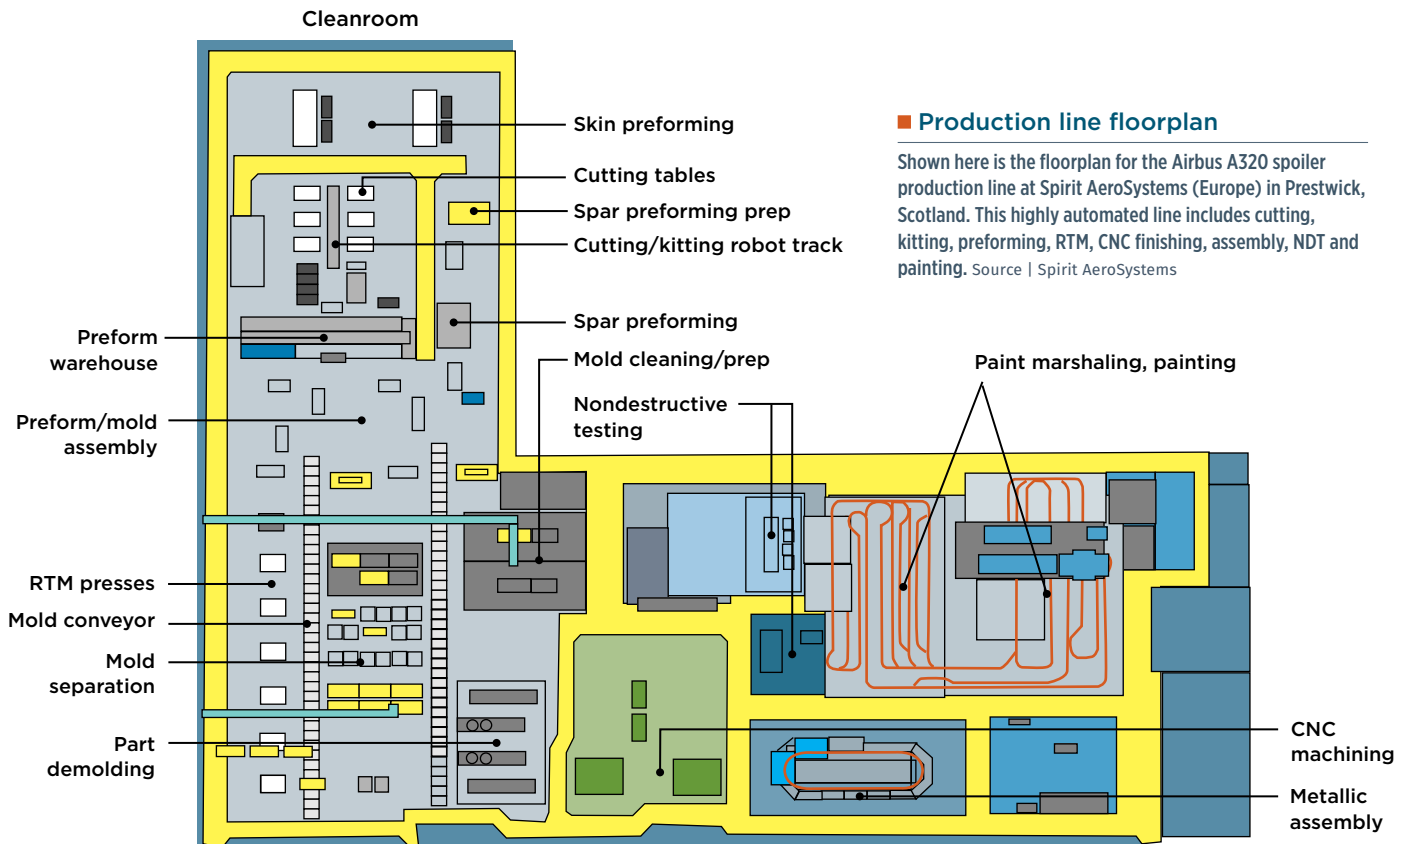 Cleanroom
Skin preforming
Cutting tables
Spar preforming prep
Cutting/kitting robot track
Spar preforming
Mold cleaning/prep
Nondestructive
testing
Paint marshaling, painting
Production line floorplan
Shown here is the floorplan for the Airbus A320 spoiler
production line at Spirit AeroSystems (Europe) in Prestwick,
Scotland. This highly automated line includes cutting,
kitting, preforming, RTM, CNC finishing, assembly, NDT and
painting. Source | Spirit AeroSystems
Preform
warehouse
Preform/mold
assembly
RTM presses
Mold conveyor
Mold
separation
Part
demolding
CNC
machining
Metallic
assembly